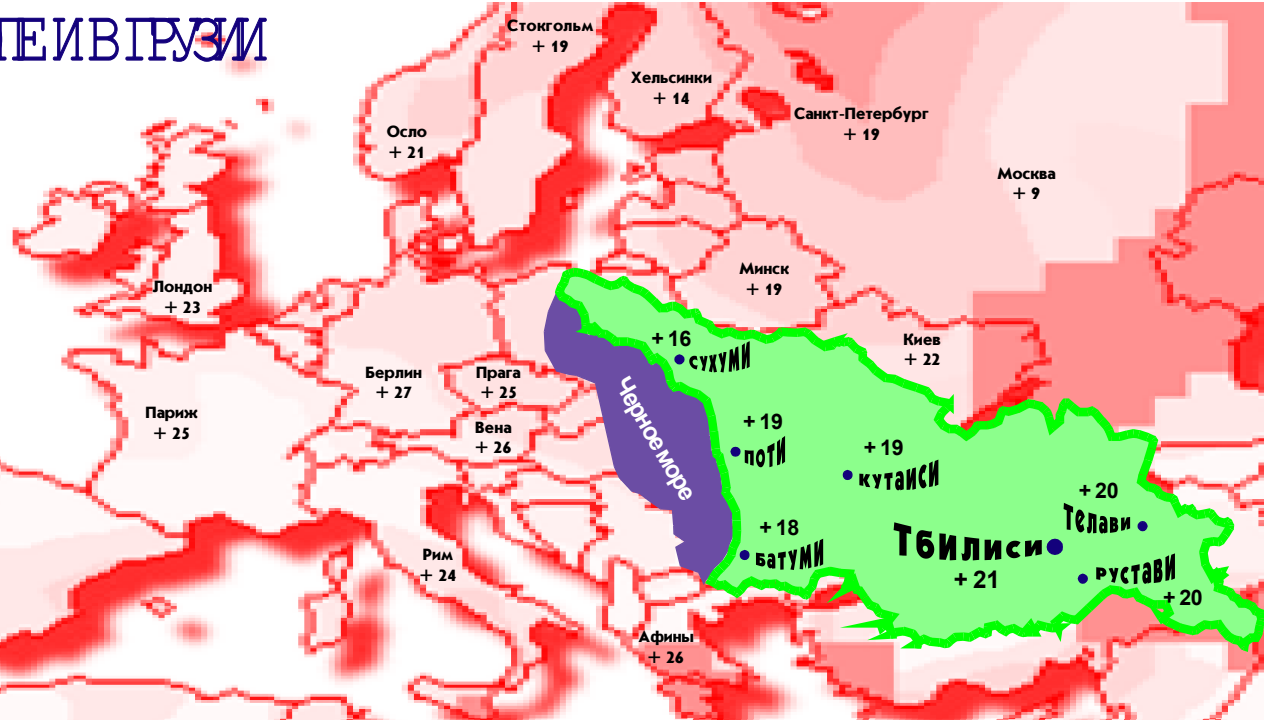 ПЕ И В ГРУЗИИ
Стокгольм
+ 19
Хельсинки
+ 14
Санкт-Петербург
+ 19
Осло
+ 21
Москва
+ 9
Минск
+ 19
Лондон
+ 23
+ 16
сухуми
Киев
+ 22
Берлин
+ 27
Прага
+ 25
Черное море
Париж
+ 25
Вена
+ 26
+ 19
поти
+ 19
кутаиси
+ 20
Телави
+ 18
батуми
Тбилиси
+ 21
рустави
+ 20
Рим
+ 24
Афины
+ 26